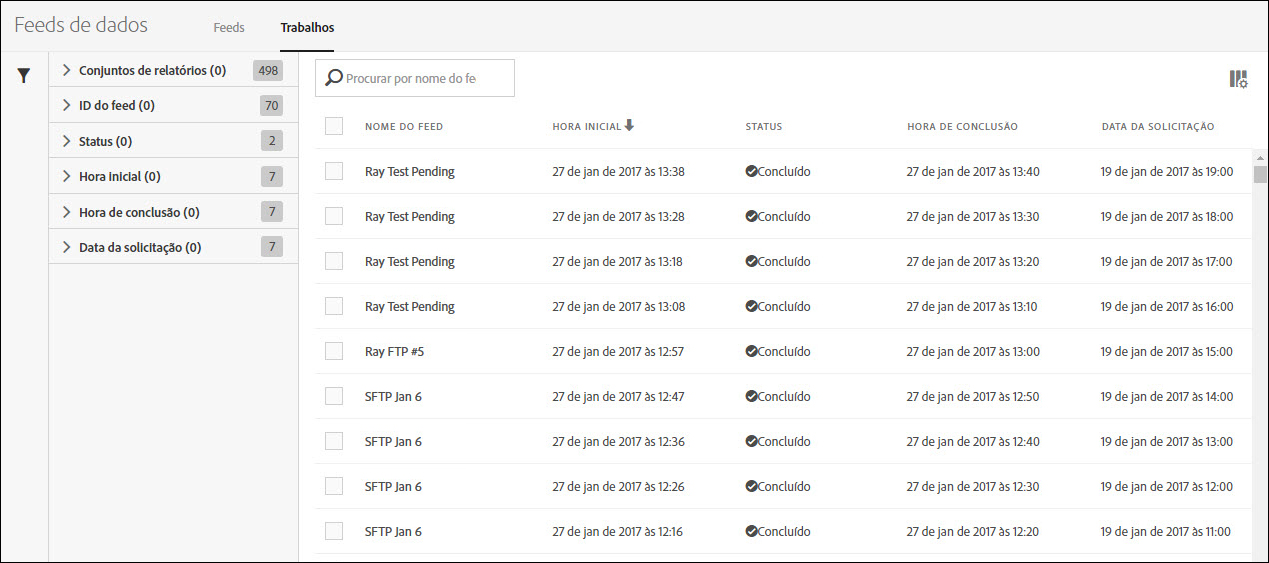 Feeds de dados Feeds Trabalhos
Conjuntos de relatórios (0) 498
ID do feed (0) 70
Status (0) 2
Hora inicial (0) 7
Hora de conclusão (0) 7
Data da solicitação (0) 7
Procurar por nome do fe
NOME DO FEED HORA INICIAL STATUS HORA DE CONCLUSÃO DATA DA SOLICITAÇÃO
Ray Test Pending 27 de jan de 2017 às 13:38 Concluído 27 de jan de 2017 às 13:40 19 de jan de 2017 às 19:00
Ray Test Pending 27 de jan de 2017 às 13:28 Concluído 27 de jan de 2017 às 13:30 19 de jan de 2017 às 18:00
Ray Test Pending 27 de jan de 2017 às 13:18 Concluído 27 de jan de 2017 às 13:20 19 de jan de 2017 às 17:00
Ray Test Pending 27 de jan de 2017 às 13:08 Concluído 27 de jan de 2017 às 13:10 19 de jan de 2017 às 16:00
Ray FTP #5 27 de jan de 2017 às 12:57 Concluído 27 de jan de 2017 às 13:00 19 de jan de 2017 às 15:00
SFTP Jan 6 27 de jan de 2017 às 12:47 Concluído 27 de jan de 2017 às 12:50 19 de jan de 2017 às 14:00
SFTP Jan 6 27 de jan de 2017 às 12:36 Concluído 27 de jan de 2017 às 12:40 19 de jan de 2017 às 13:00
SFTP Jan 6 27 de jan de 2017 às 12:26 Concluído 27 de jan de 2017 às 12:30 19 de jan de 2017 às 12:00
SFTP Jan 6 27 de jan de 2017 às 12:16 Concluído 27 de jan de 2017 às 12:20 19 de jan de 2017 às 11:00